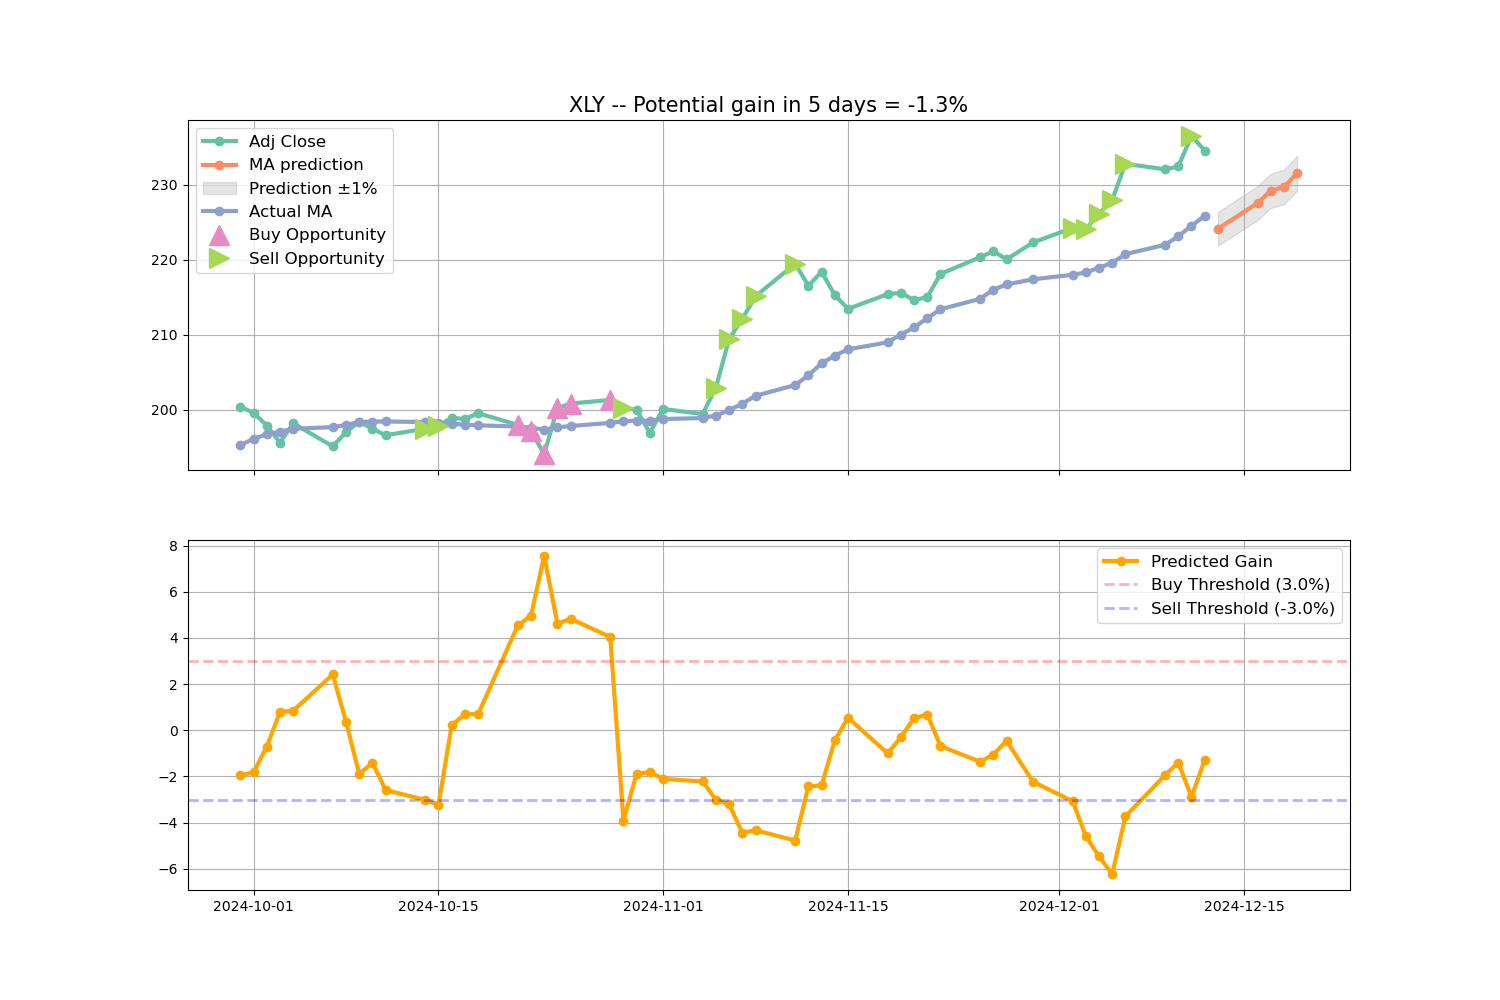 XLY -- Potential gain in 5 days = -1.3%
Adj Close
MA prediction
Prediction ±1%
Actual MA
Buy Opportunity
Sell Opportunity
230
220
210
200
8
6
4
2
0
−2
−4
−6
Predicted Gain
Buy Threshold (3.0%)
Sell Threshold (-3.0%)
2024-10-01
2024-10-15
2024-11-01
2024-11-15
2024-12-01
2024-12-15